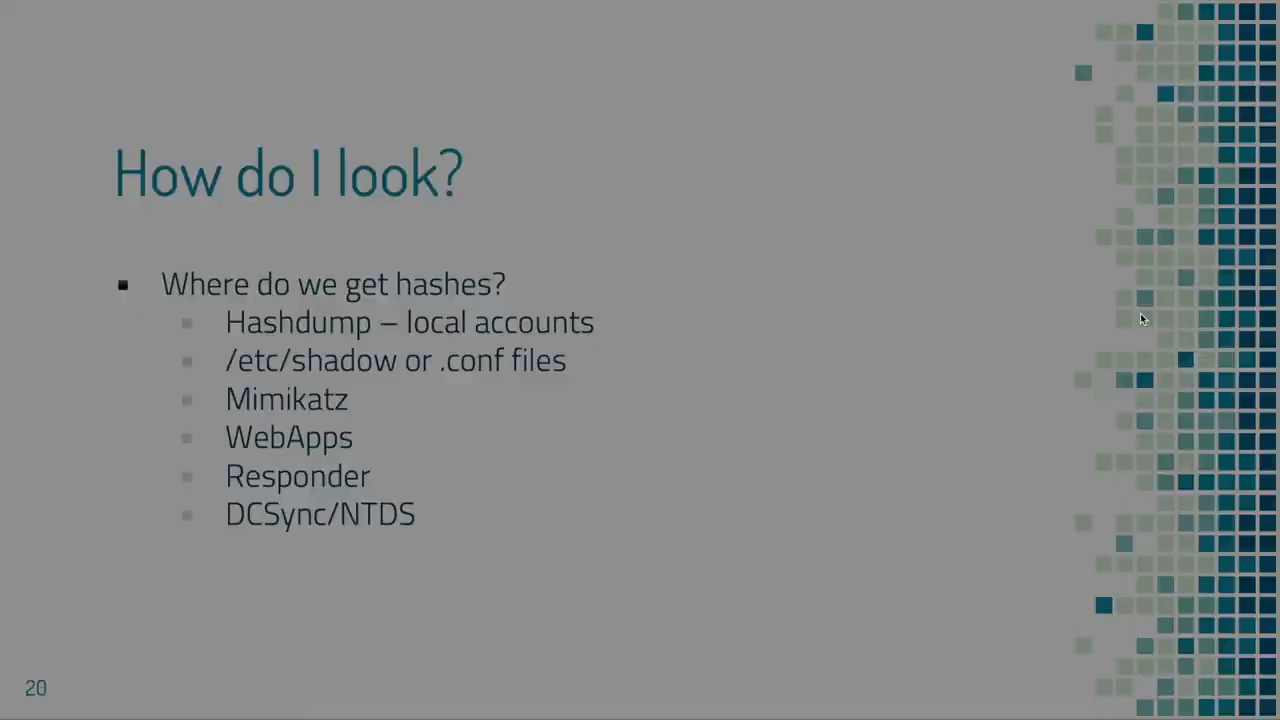 How do I look?
Where do we get hashes?
Hashdump – local accounts
/etc/shadow or .conf files
Mimikatz
WebApps
Responder
DCSync/NTDS
20